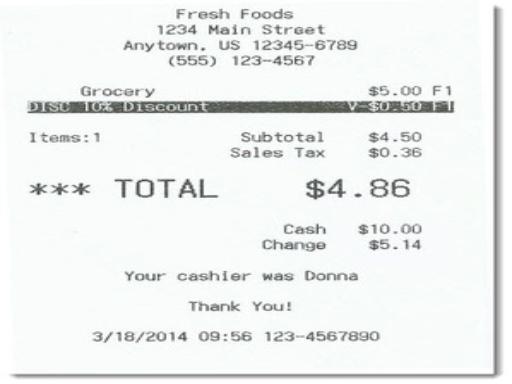 Fresh Foods
1234 Main Street
Anytown, US 12345-6789
(555) 123-4567
Grocery $5.00 F1
DISC 10% Discount V-$0.50 F1
Items:1 Subtotal $4.50
Sales Tax $0.36
*** TOTAL $4.86
Cash $10.00
Change $5.14
Your cashier was Donna
Thank You!
3/18/2014 09:56 123-4567890